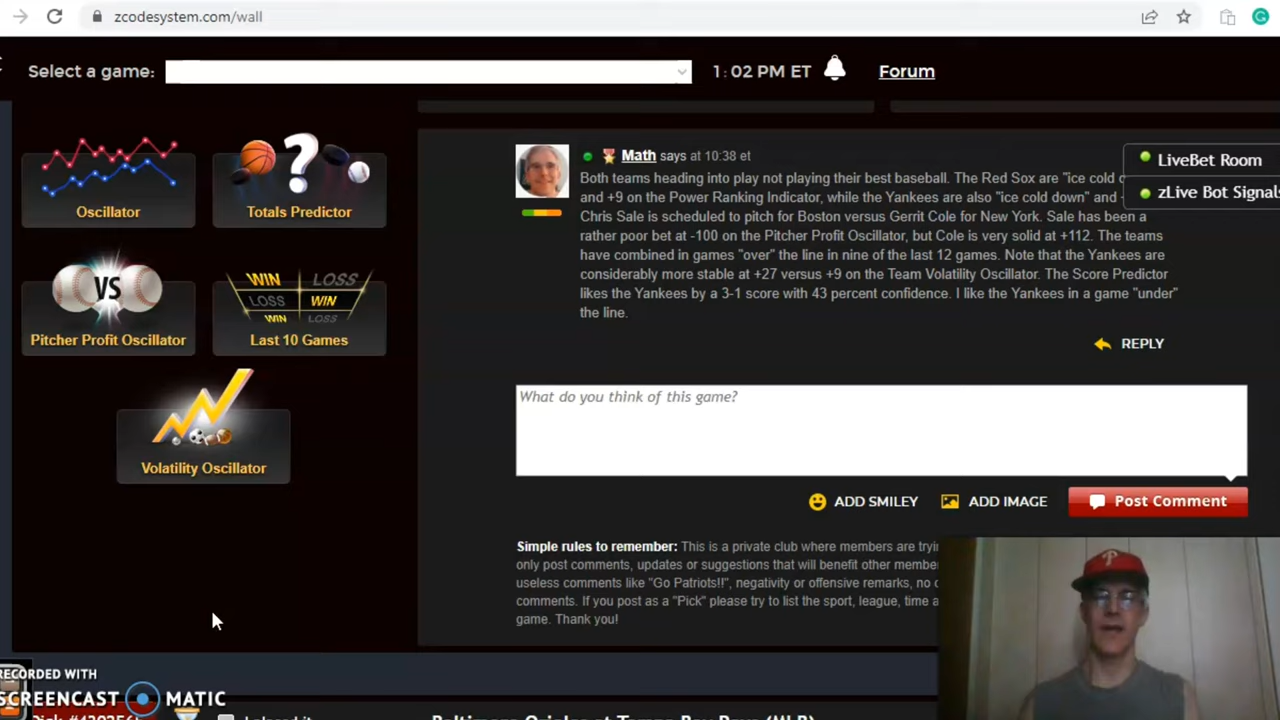 zcodesystem.com/wall
Select a game:
1:02 PM ET
Forum
Oscillator
Totals Predictor
VS
WIN LOSS
LOSS WIN
WIN LOSS
Pitcher Profit Oscillator
Last 10 Games
Volatility Oscillator
Math says at 10:38 et
Both teams heading into play not playing their best baseball. The Red Sox are "ice cold
and +9 on the Power Ranking Indicator, while the Yankees are also "ice cold down" and
Chris Sale is scheduled to pitch for Boston versus Gerrit Cole for New York. Sale has been a
rather poor bet at -100 on the Pitcher Profit Oscillator, but Cole is very solid at +112. The teams
have combined in games "over" the line in nine of the last 12 games. Note that the Yankees are
considerably more stable at +27 versus +9 on the Team Volatility Oscillator. The Score Predictor
likes the Yankees by a 3-1 score with 43 percent confidence. I like the Yankees in a game "under"
the line.
LiveBet Room
zLive Bot Signals
REPLY
What do you think of this game?
ADD SMILEY
ADD IMAGE
Post Comment
Simple rules to remember: This is a private club where members are
only post comments, updates or suggestions that will benefit other
useless comments like "Go Patriots!!", negativity or offensive remarks, no
comments. If you post as a "Pick" please try to list the sport, league, time
game. Thank you!
P
RECORDED WITH
SCREENCAST MATIC
Baltimore Orioles at Tampa Bay Rays (MLB)